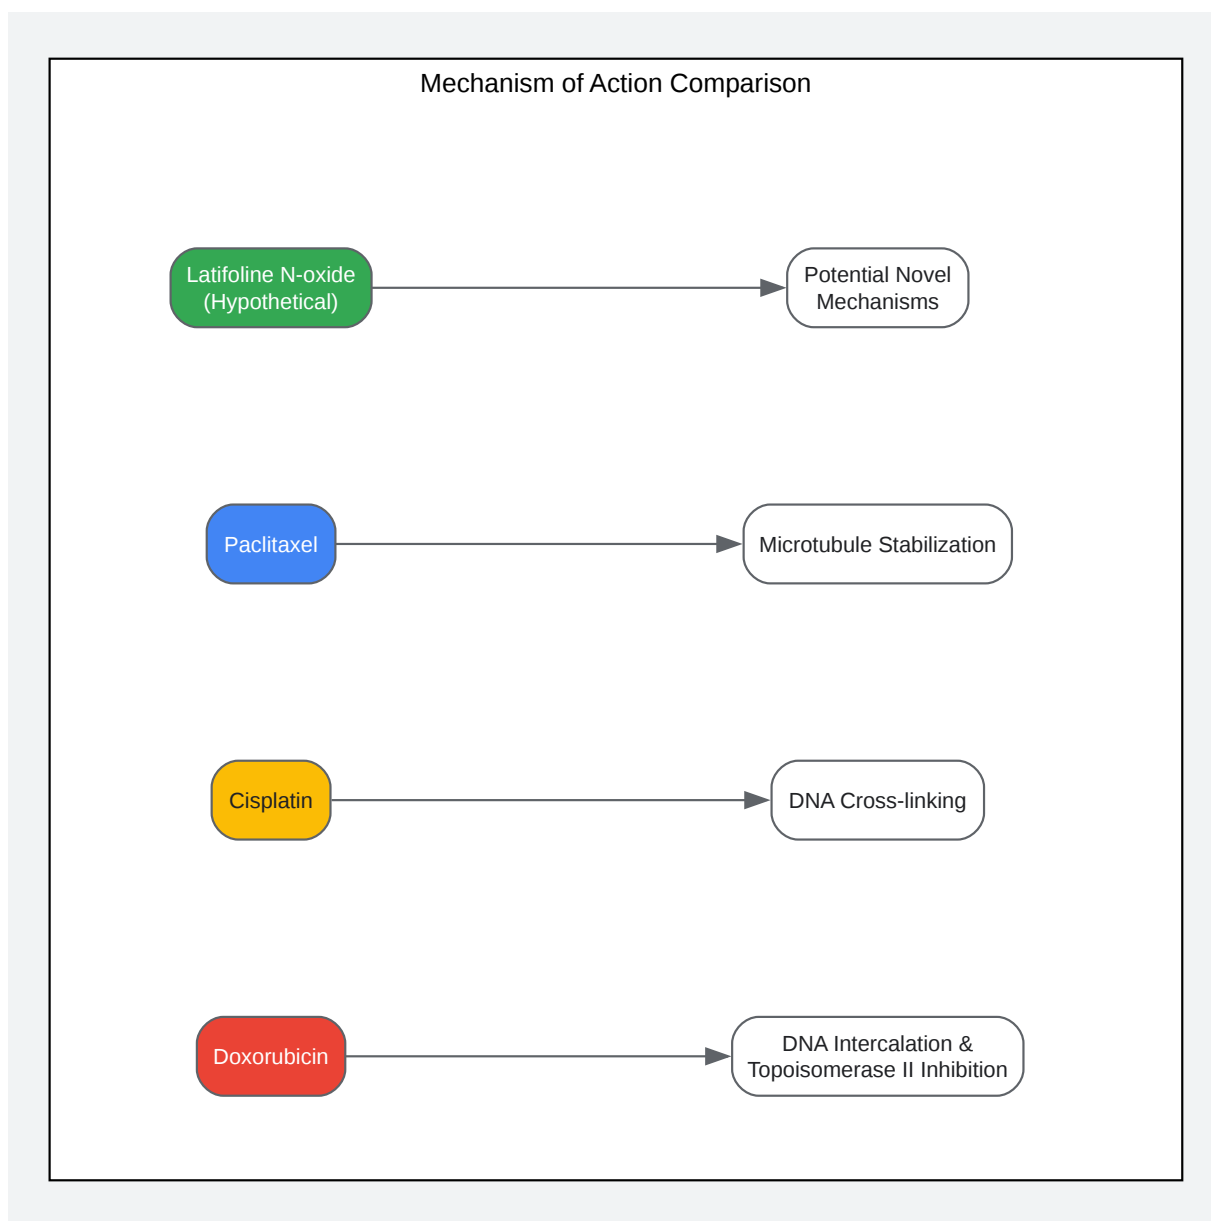 Mechanism of Action Comparison
Latifoline N-oxide
(Hypothetical)
Potential Novel
Mechanisms
Paclitaxel
Microtubule Stabilization
Cisplatin
DNA Cross-linking
Doxorubicin
DNA Intercalation &
Topoisomerase II Inhibition